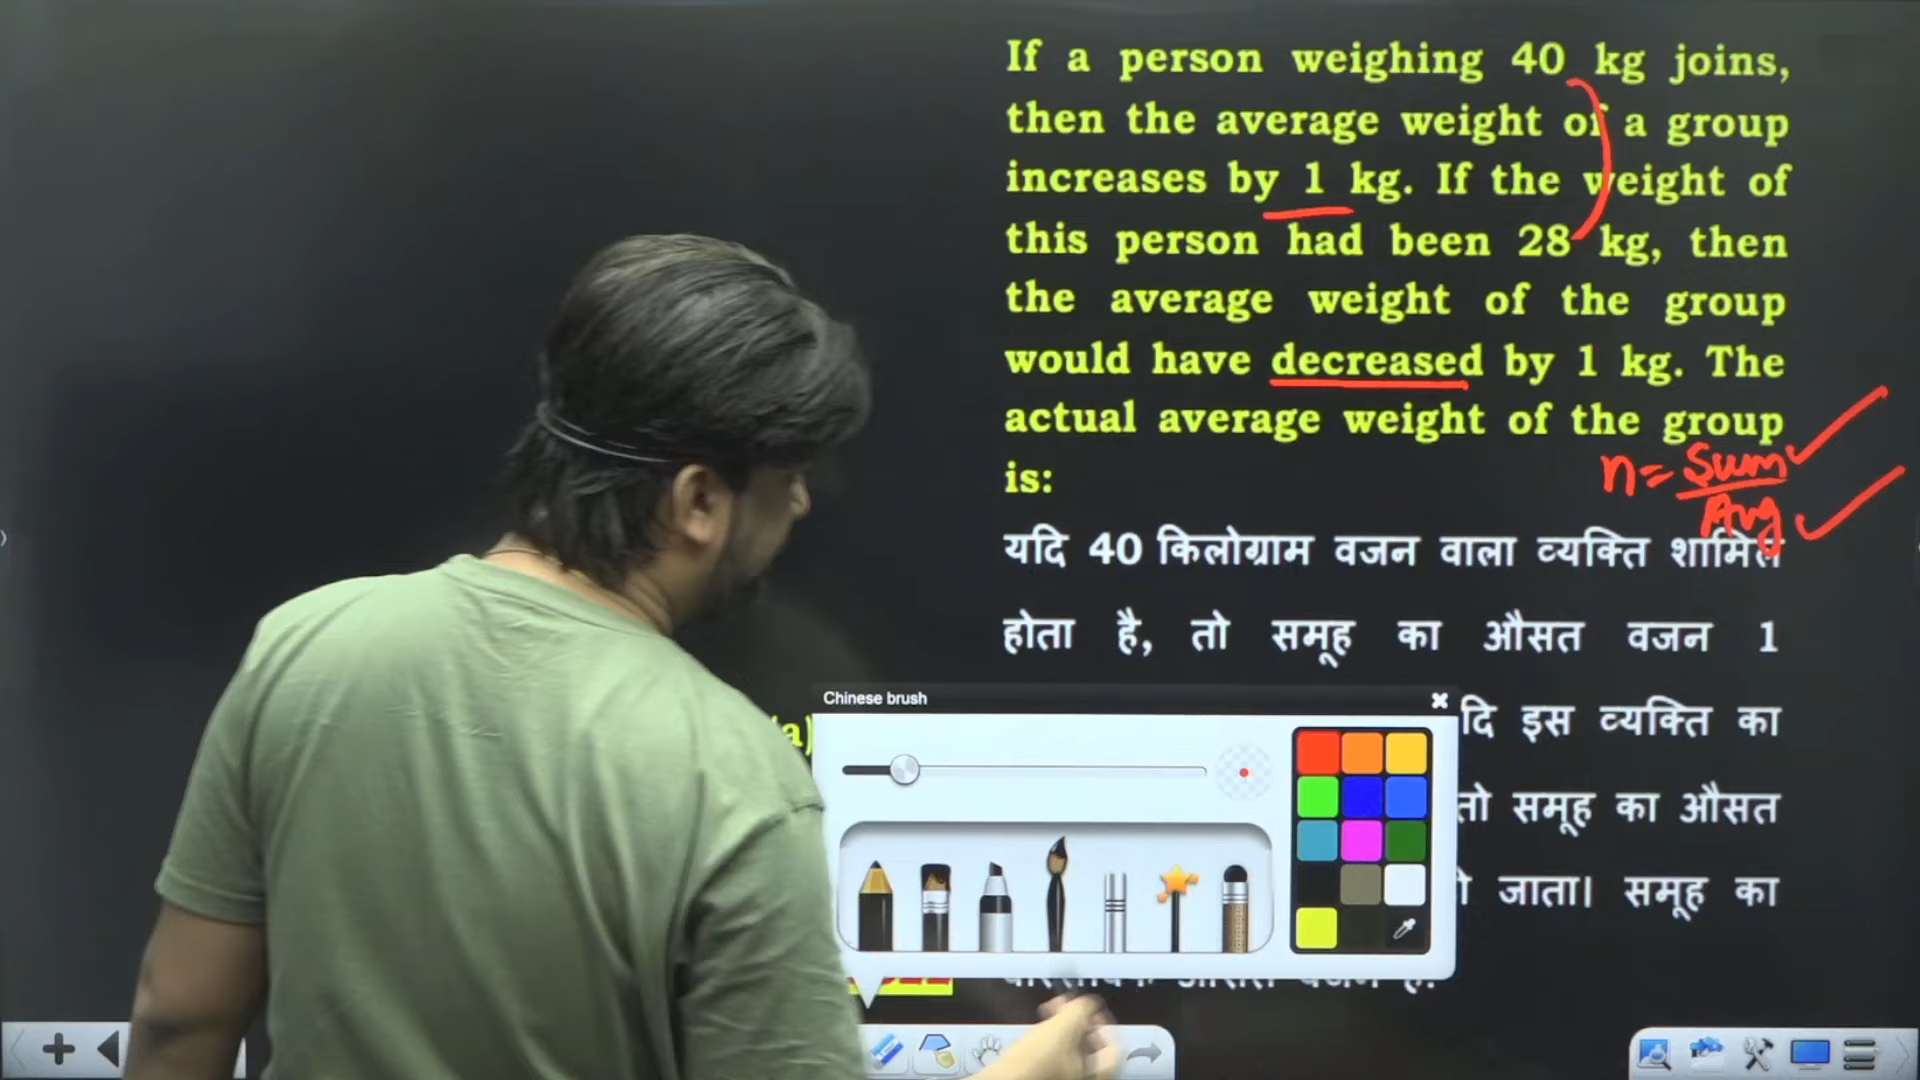 If a person weighing 40 kg joins,
then the average weight of a group
increases by 1 kg. If the weight of
this person had been 28 kg, then
the average weight of the group
would have decreased by 1 kg. The
actual average weight of the group
is:
n = Sum
Avg
यदि 40 किलोग्राम वजन वाला व्यक्ति शामिल
होता है, तो समूह का औसत वजन 1
Chinese brush
दि इस व्यक्ति का
(a)
तो समूह का औसत
जाता। समूह का
औसत वजन है: